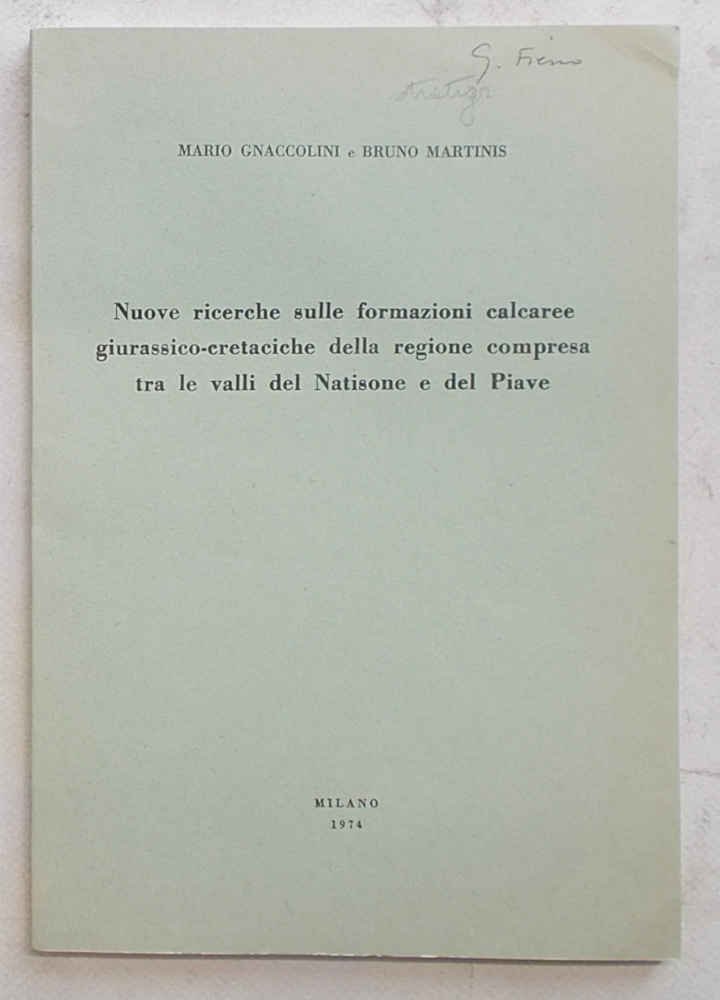 G. Fieno
MARIO GNACCOLINI e BRUNO MARTINIS
Nuove ricerche sulle formazioni calcaree
giurassico-cretaciche della regione compresa
tra le valli del Natisone e del Piave
MILANO
1974